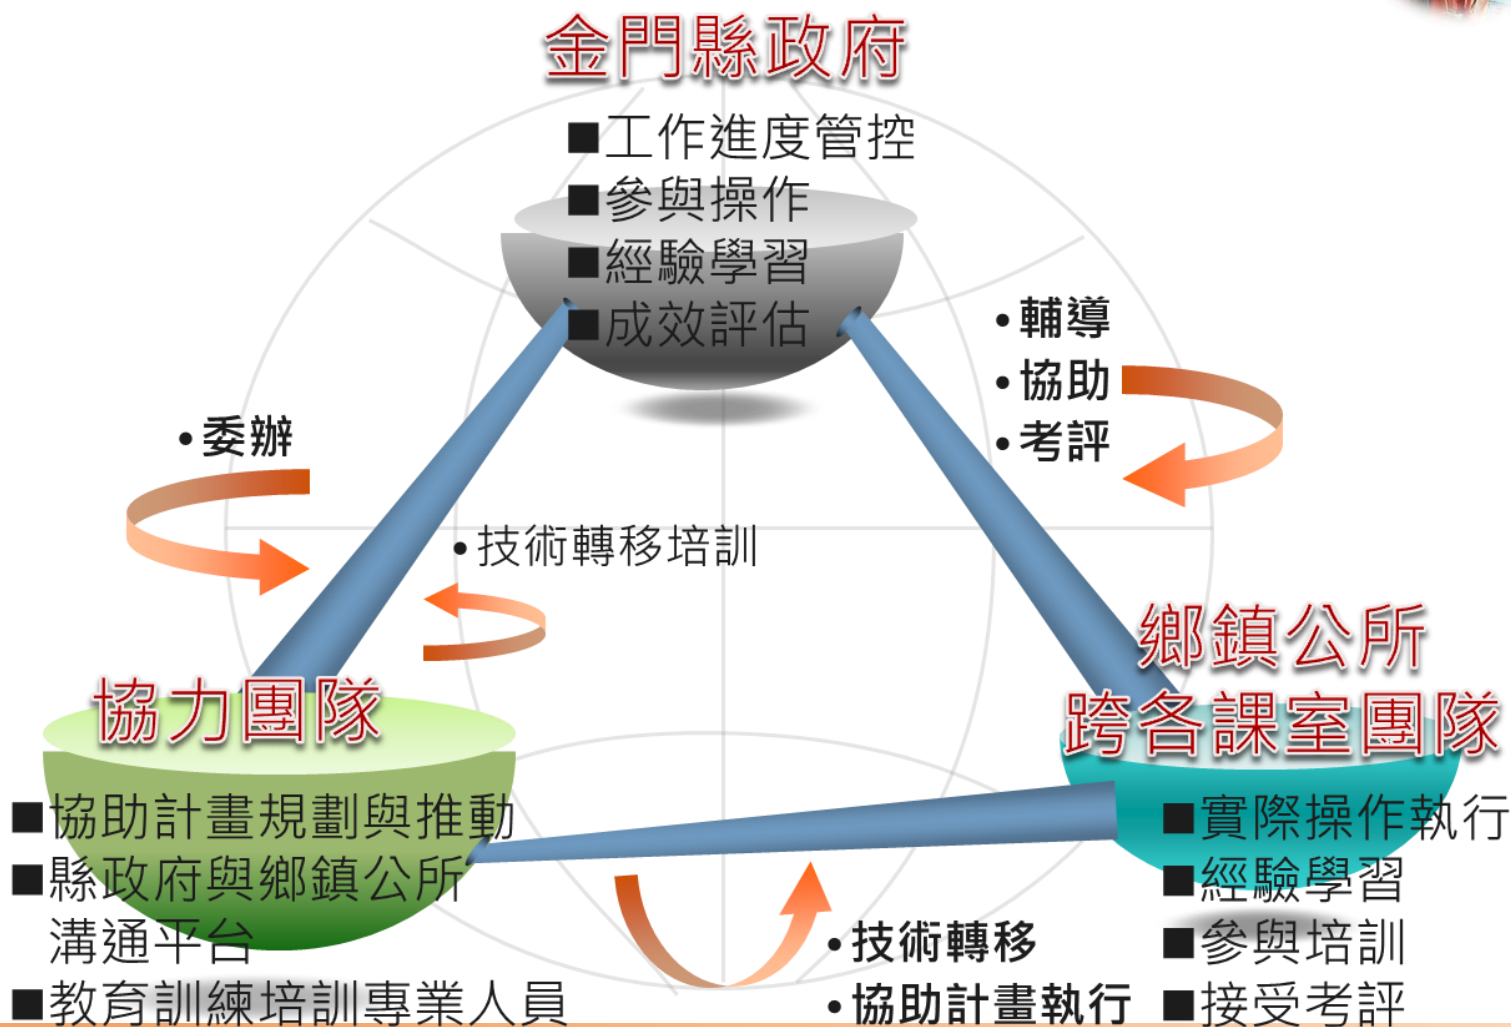 金門縣政府
■工作進度管控
■參與操作
■經驗學習
■成效評估
•輔導
•協助
•考評
•委辦
•技術轉移培訓
協力團隊
■協助計畫規劃與推動
■縣政府與鄉鎮公所
溝通平台
■教育訓練培訓專業人員
鄉鎮公所
跨各課室團隊
■實際操作執行
■經驗學習
■參與培訓
■接受考評
•技術轉移
•協助計畫執行